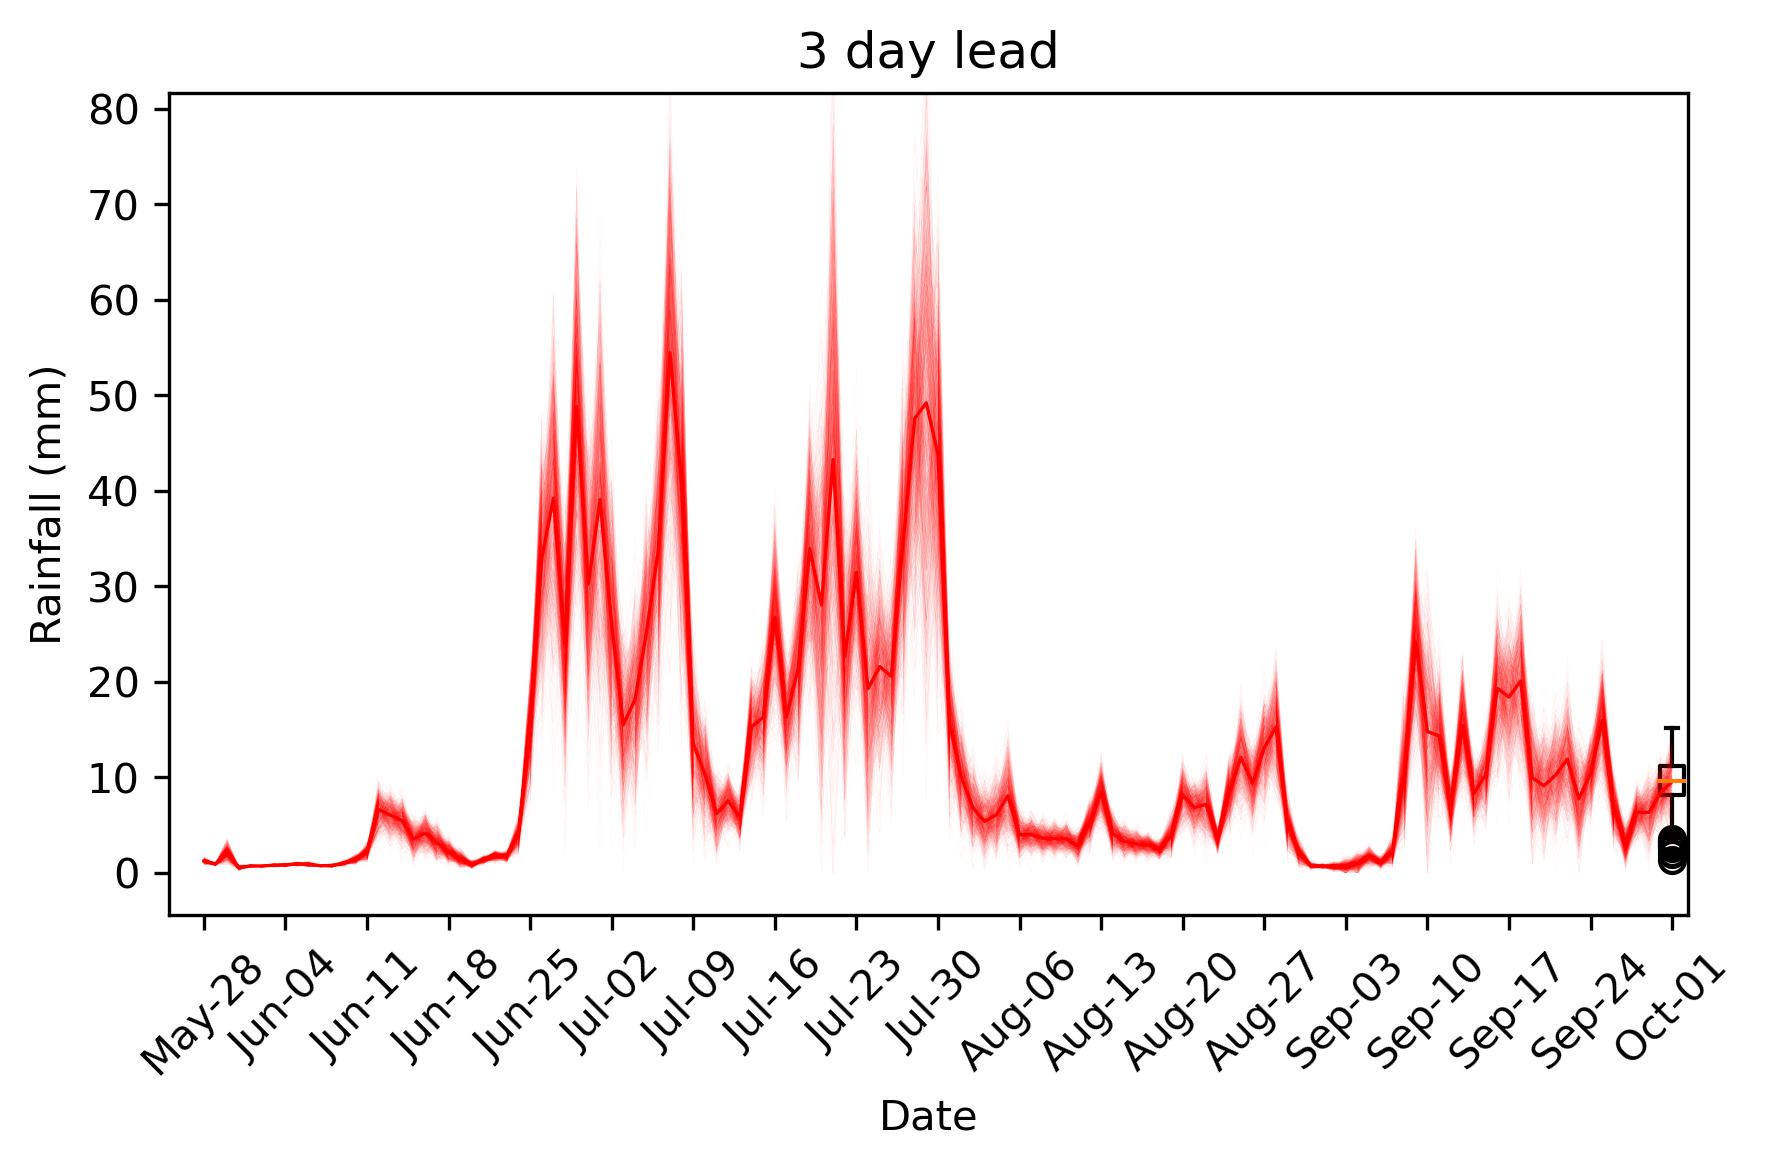 3 day lead
80
70
60
50
40
30
20
10
0
Rainfall (mm)
May-28
Jun-04
Jun-11
Jun-18
Jun-25
Jul-02
Jul-09
Jul-16
Jul-23
Jul-30
Aug-06
Aug-13
Aug-20
Aug-27
Sep-03
Sep-10
Sep-17
Sep-24
Oct-01
Date